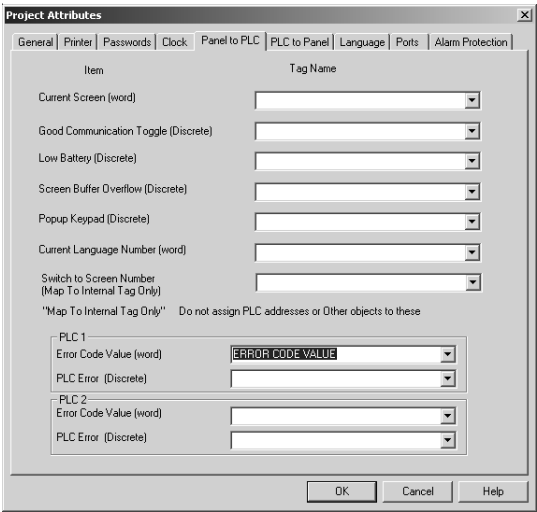 Project Attributes
General Printer Passwords Clock Panel to PLC PLC to Panel Language Ports Alarm Protection
Item Tag Name
Current Screen (word)
Good Communication Toggle (Discrete)
Low Battery (Discrete)
Screen Buffer Overflow (Discrete)
Popup Keypad (Discrete)
Current Language Number (word)
Switch to Screen Number
(Map To Internal Tag Only)
"Map To Internal Tag Only" Do not assign PLC addresses or Other objects to these
PLC 1
Error Code Value (word) ERROR CODE VALUE
PLC Error (Discrete)
PLC 2
Error Code Value (word)
PLC Error (Discrete)
OK Cancel Help